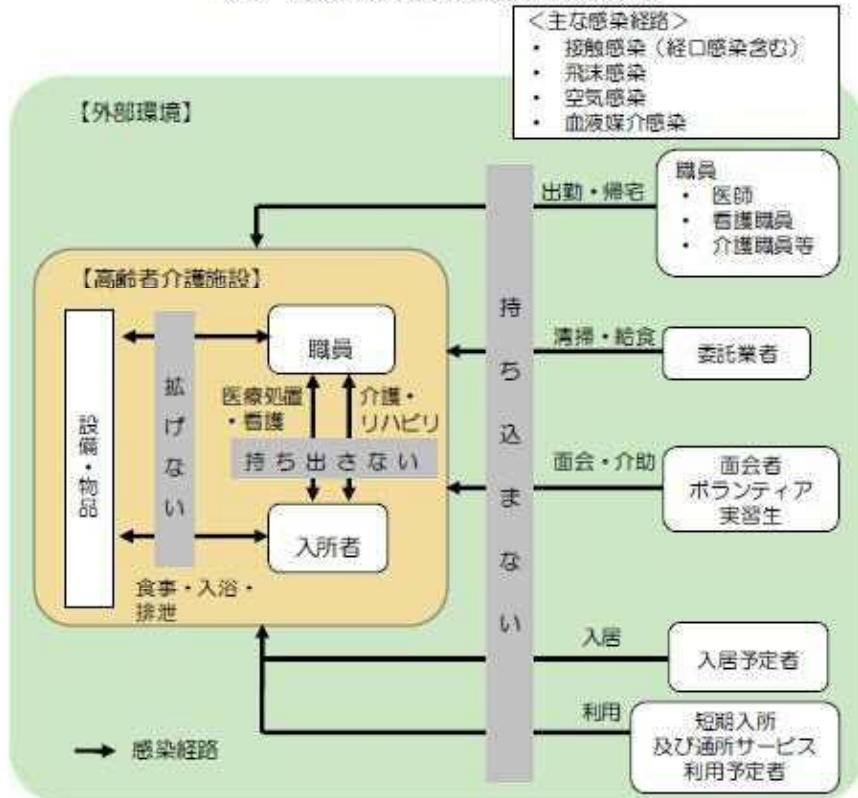 ＜主な感染経路＞
・ 接触感染（経口感染含む）
・ 飛沫感染
・ 空気感染
・ 血液媒介感染
【外部環境】
職員
・ 医師
・ 看護職員
・ 介護職員等
出勤・帰宅
【高齢者介護施設】
職員
設備・物品
拡げない
医療処置
・看護
介護・
リハビリ
持ち出さない
入所者
食事・入浴・
排泄
持ち込まない
清掃・給食
委託業者
面会・介助
面会者
ボランティア
実習生
入居
入居予定者
利用
短期入所
及び通所サービス
利用予定者
感染経路